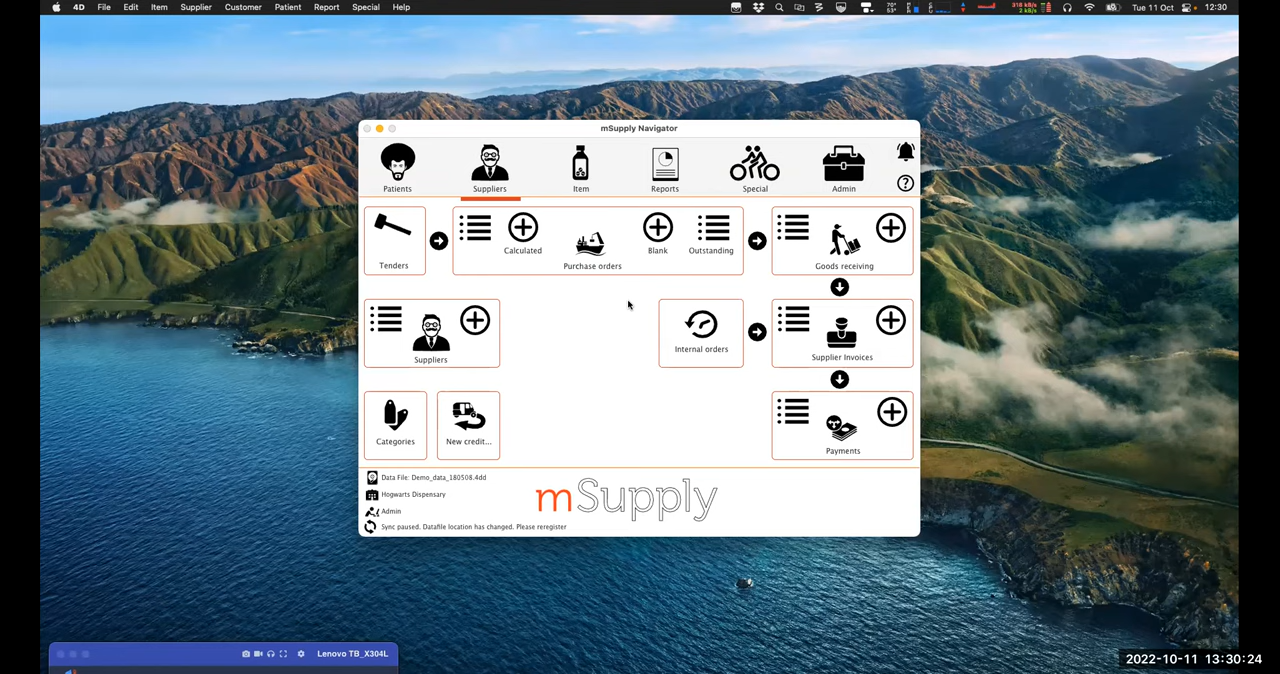 4D File Edit Item Supplier Customer Patient Report Special Help
Tue 11 Oct 12:30
mSupply Navigator
Patients Suppliers Item Reports Special Admin
Calculated Blank Outstanding
Tenders Purchase orders Goods receiving
Suppliers Internal orders Supplier Invoices
Categories New credit... Payments
Data File: Demo_data_180508.4dd
Hogwarts Dispensary
Admin
Sync paused. Datafile location has changed. Please reregister
mSupply
Lenovo TB_X304L
2022-10-11 13:30:24